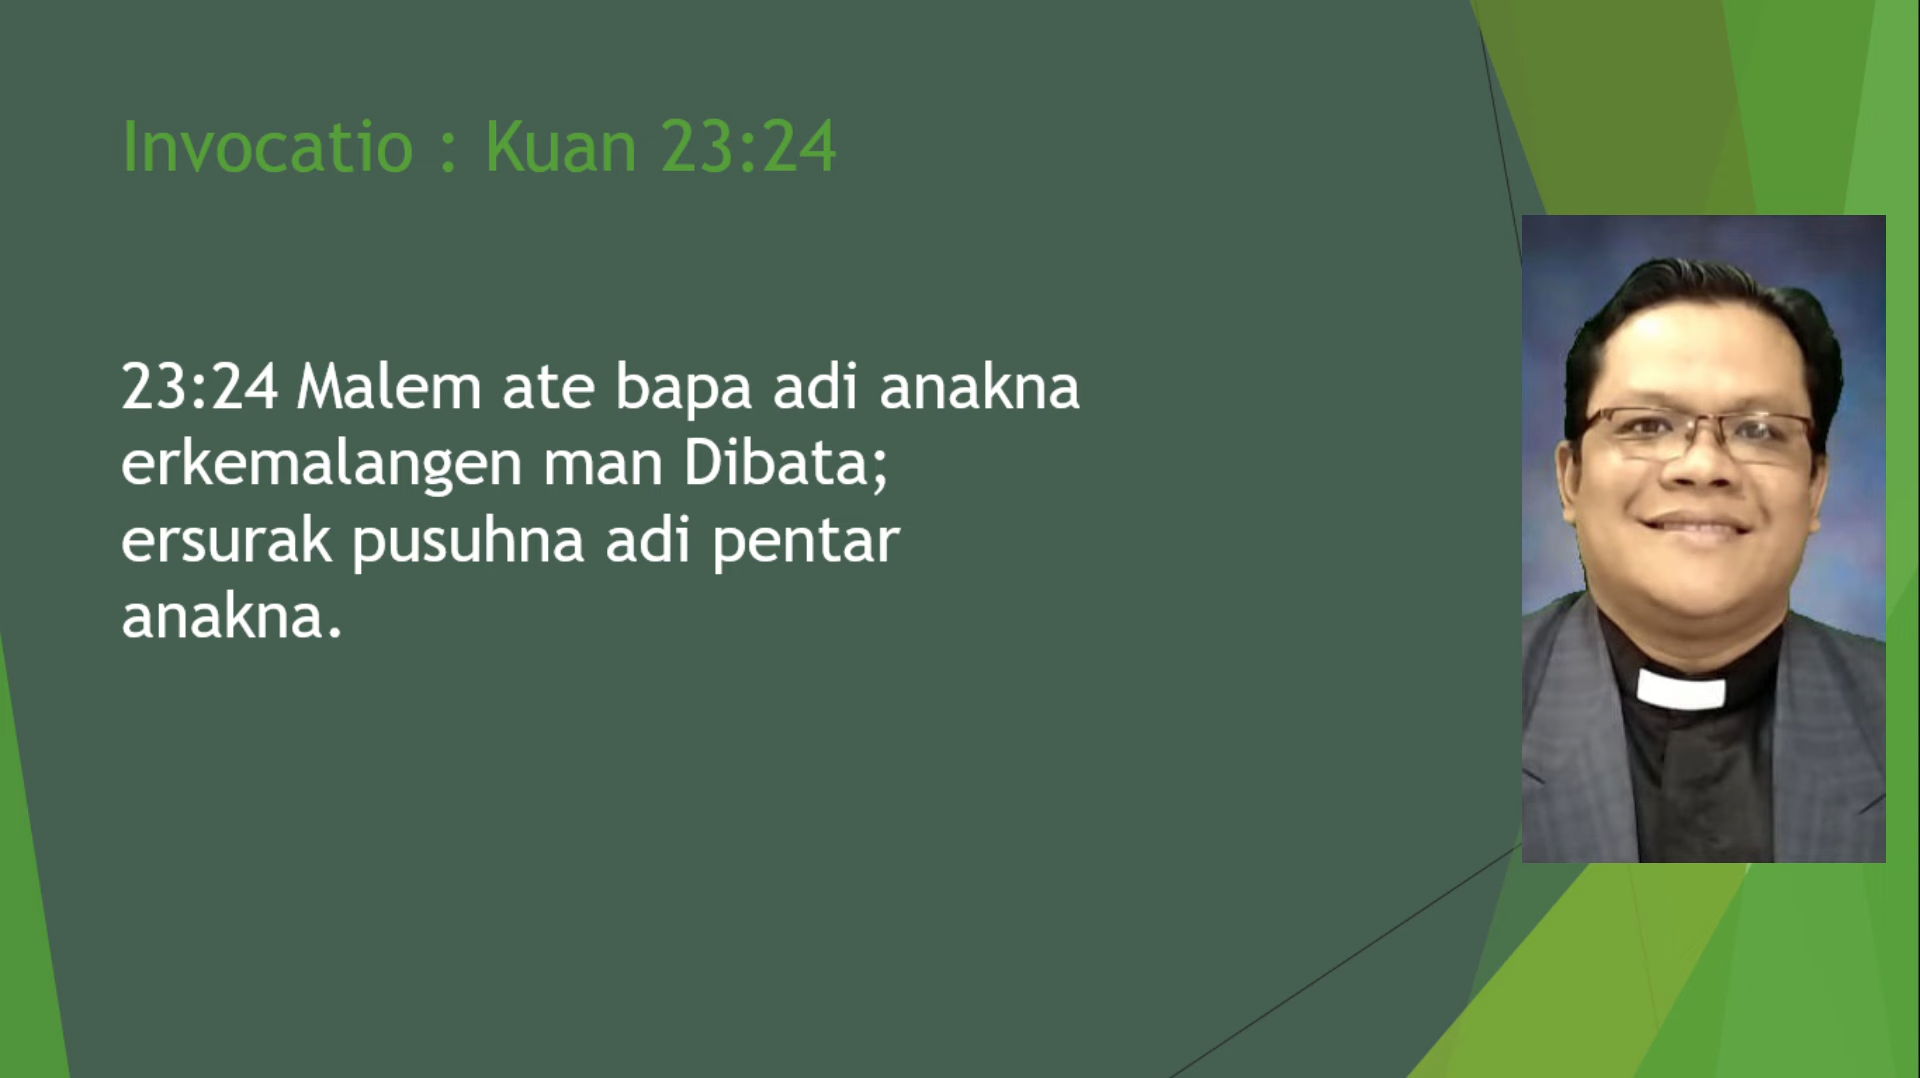 Invocatio : Kuan 23:24
23:24 Malem ate bapa adi anakna
erkemalangen man Dibata;
ersurak pusuhna adi pentar
anakna.